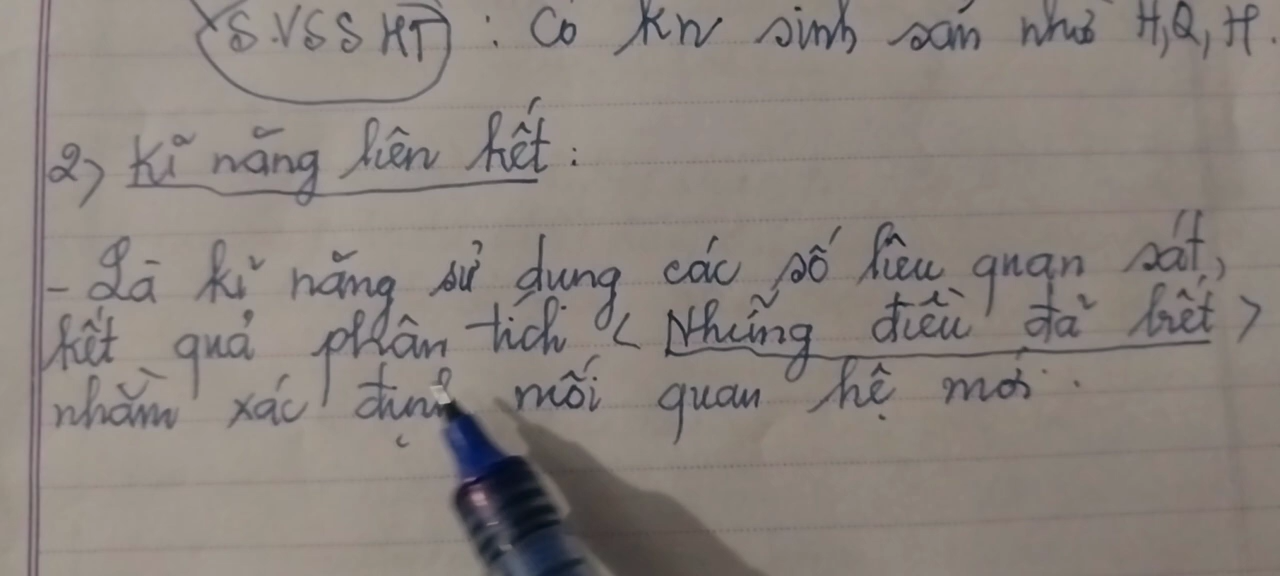 S.VSS HT : Có kn sinh sản nhờ H,Q,H.
2) Kĩ năng liên kết :
- Là kĩ năng sử dụng các số liệu quan sát,
kết quả phân tích < Những điều đã biết >
nhằm xác định mối quan hệ mới.